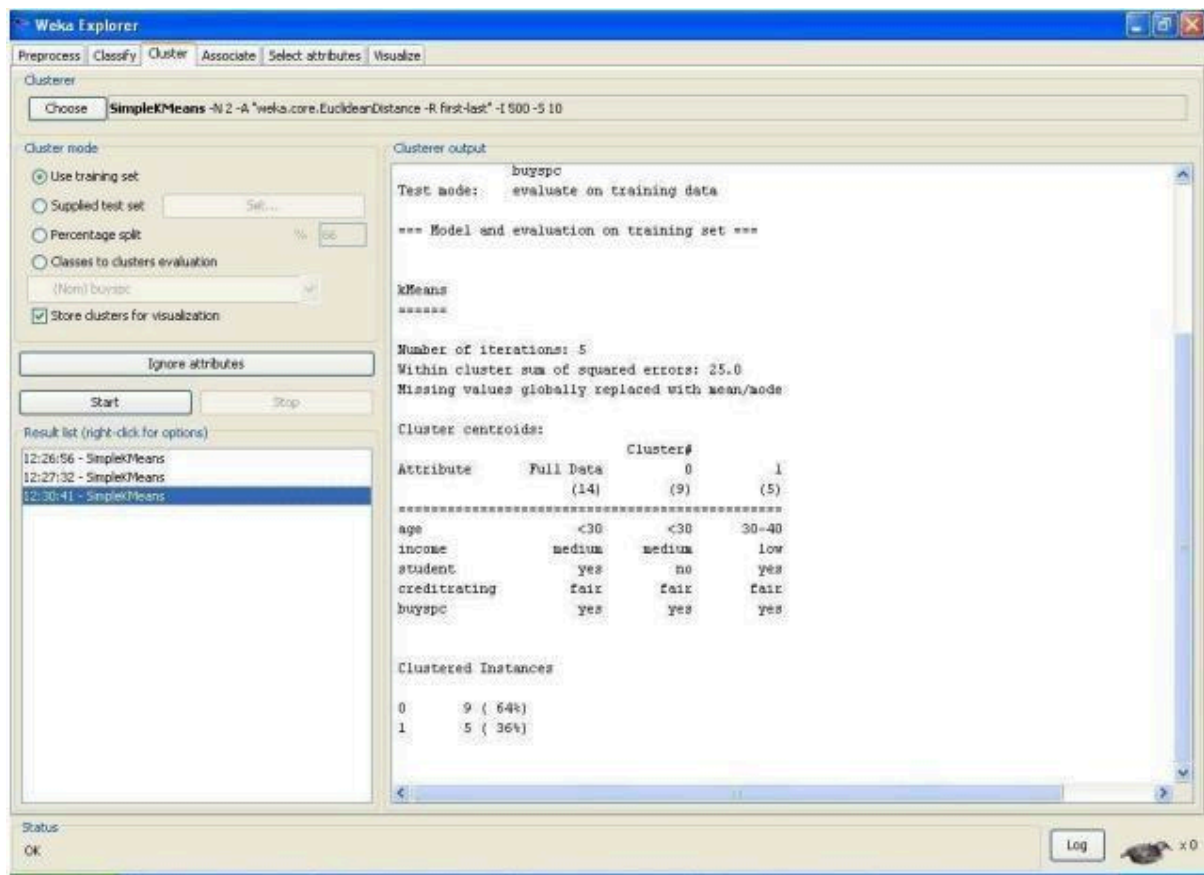 Weka Explorer
Preprocess Classify Cluster Associate Select attributes Visualize
Clusterer
Choose SimpleKMeans -N 2 -A "weka.core.EuclideanDistance -R first-last" -I 500 -S 10
Cluster mode
Use training set
Supplied test set Set...
Percentage split % 66
Classes to clusters evaluation
(Nom) buyspc
Store clusters for visualization
Ignore attributes
Start Stop
Result list (right-click for options)
12:26:56 - SimpleKMeans
12:27:32 - SimpleKMeans
12:30:41 - SimpleKMeans
Clusterer output
buyspc
Test mode: evaluate on training data
=== Model and evaluation on training set ===
kMeans
======
Number of iterations: 5
Within cluster sum of squared errors: 25.0
Missing values globally replaced with mean/mode
Cluster centroids:
Cluster#
Attribute Full Data 0 1
(14) (9) (5)
================================================
age <30 <30 30-40
income medium medium low
student yes no yes
creditrating fair fair fair
buyspc yes yes yes
Clustered Instances
0 9 ( 64%)
1 5 ( 36%)
Status
OK
Log x 0